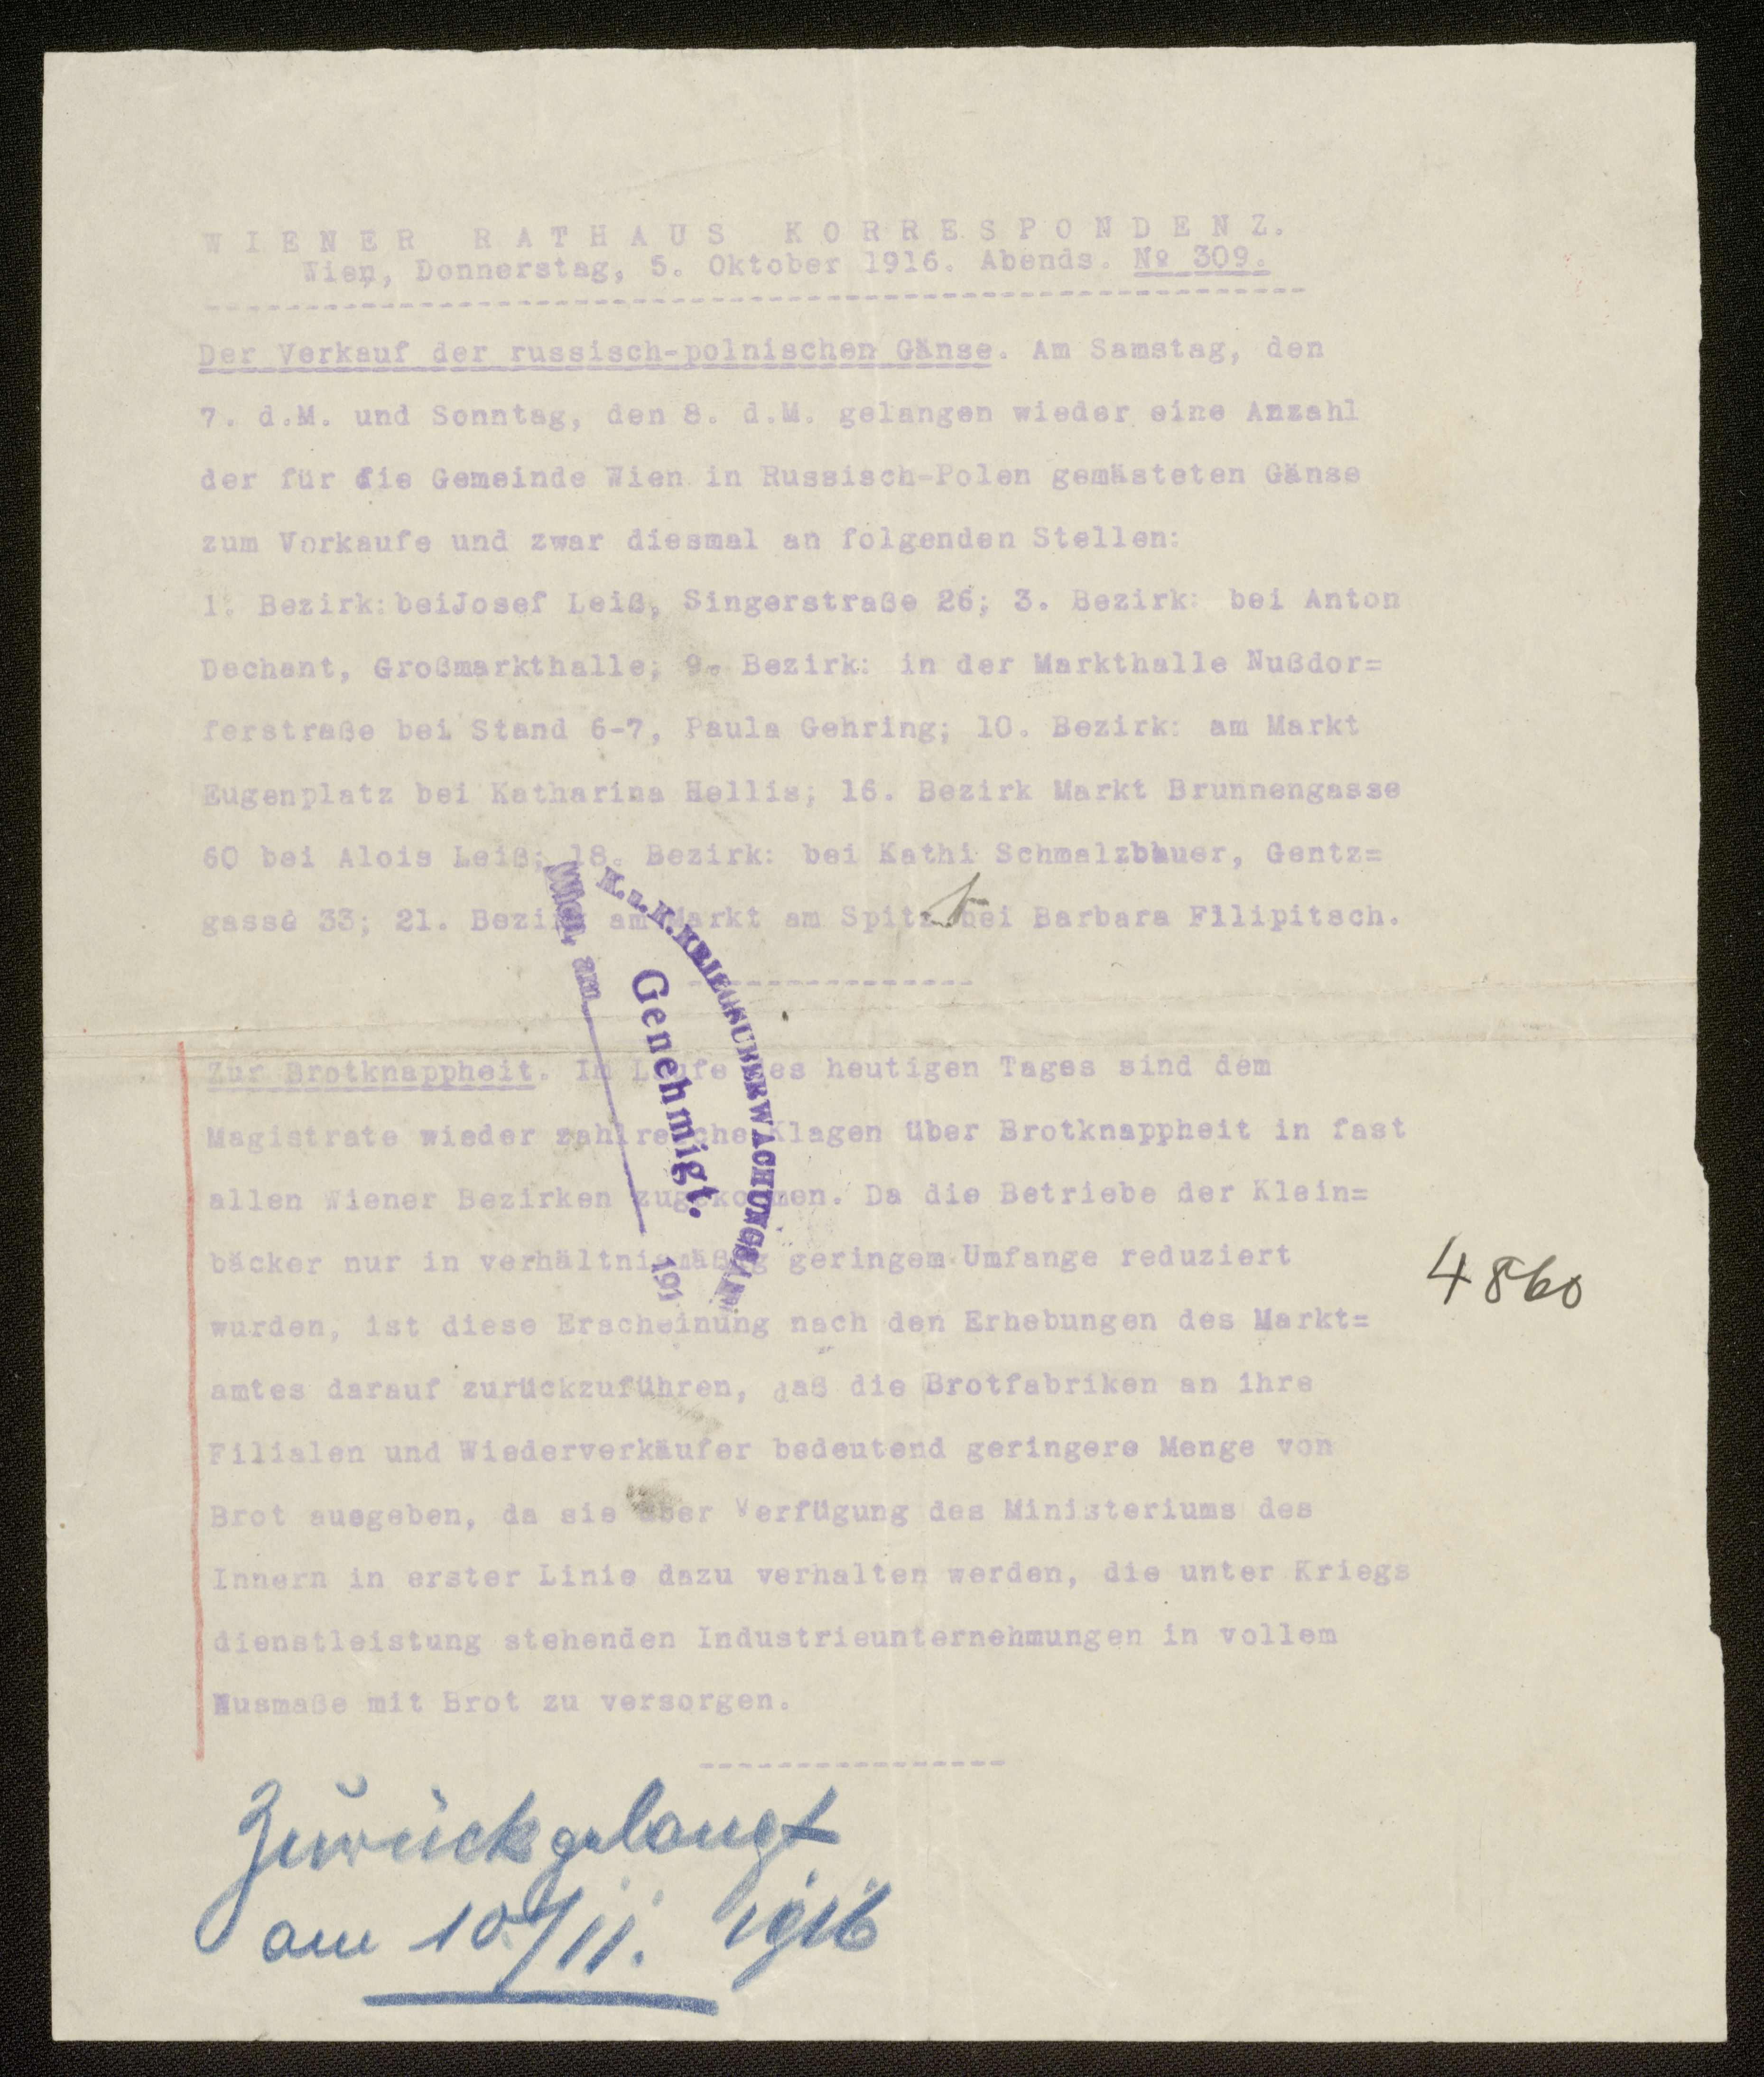 WIENER RATHAUS KORRESPONDENZ.
Wien, Donnerstag, 5. Oktober 1916. Abends. No 309.
Der Verkauf der russisch-polnischen Gänse. Am Samstag, den
7. d.M. und Sonntag, den 8. d.M. gelangen wieder eine Anzahl
der für die Gemeinde Wien in Russisch-Polen gemästeten Gänse
zum Verkaufe und zwar diesmal an folgenden Stellen:
1. Bezirk: bei Josef Leiß, Singerstraße 26; 3. Bezirk: bei Anton
Dechant, Großmarkthalle; 9. Bezirk: in der Markthalle Nußdor=
ferstraße bei Stand 6-7, Paula Gehring; 10. Bezirk: am Markt
Eugenplatz bei Katharina Hellis; 16. Bezirk Markt Brunnengasse
60 bei Alois Leiß; 18. Bezirk: bei Kathi Schmalzbauer, Gentz=
gasse 33; 21. Bezirk am Markt am Spitz bei Barbara Filipitsch.
K.u.K. KRIEGSÜBERWACHUNGSAMT
Genehmigt.
Wien, am 191
Zur Brotknappheit. Im Laufe des heutigen Tages sind dem
Magistrate wieder zahlreiche Klagen über Brotknappheit in fast
allen Wiener Bezirken zugekommen. Da die Betriebe der Klein=
bäcker nur in verhältnismäßig geringem Umfange reduziert
4860
wurden, ist diese Erscheinung nach den Erhebungen des Markt=
amtes darauf zurückzuführen, daß die Brotfabriken an ihre
Filialen und Wiederverkäufer bedeutend geringere Menge von
Brot ausgeben, da sie über Verfügung des Ministeriums des
Innern in erster Linie dazu verhalten werden, die unter Kriegs
dienstleistung stehenden Industrieunternehmungen in vollem
Ausmaße mit Brot zu versorgen.
Zurückgelangt
am 10/11. 1916